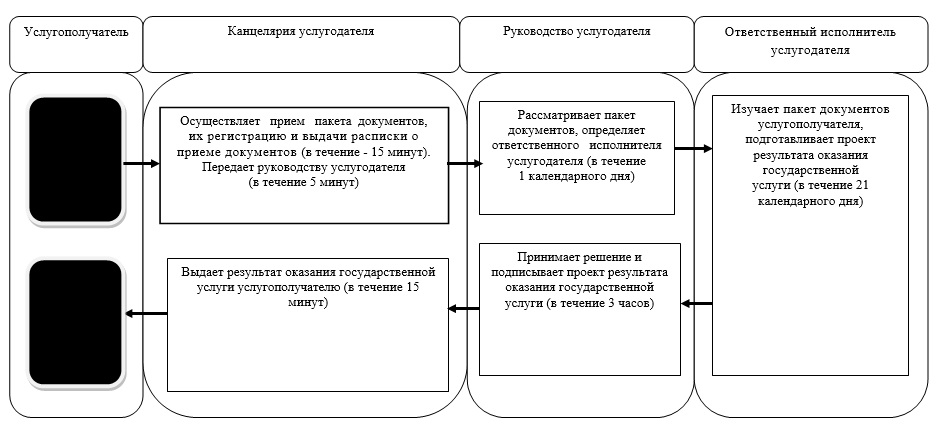 Услугополучатель
Канцелярия услугодателя
Руководство услугодателя
Ответственный исполнитель
услугодателя
Осуществляет прием пакета документов,
их регистрацию и выдачи расписки о
приеме документов (в течение - 15 минут).
Передает руководству услугодателя
(в течение 5 минут)
Рассматривает пакет
документов, определяет
ответственного исполнителя
услугодателя (в течение
1 календарного дня)
Изучает пакет документов
услугополучателя,
подготавливает проект
результата оказания
государственной
услуги (в течение 21
календарного дня)
Принимает решение и
подписывает проект результата
оказания государственной
услуги (в течение 3 часов)
Выдает результат оказания государственной
услуги услугополучателю (в течение 15
минут)